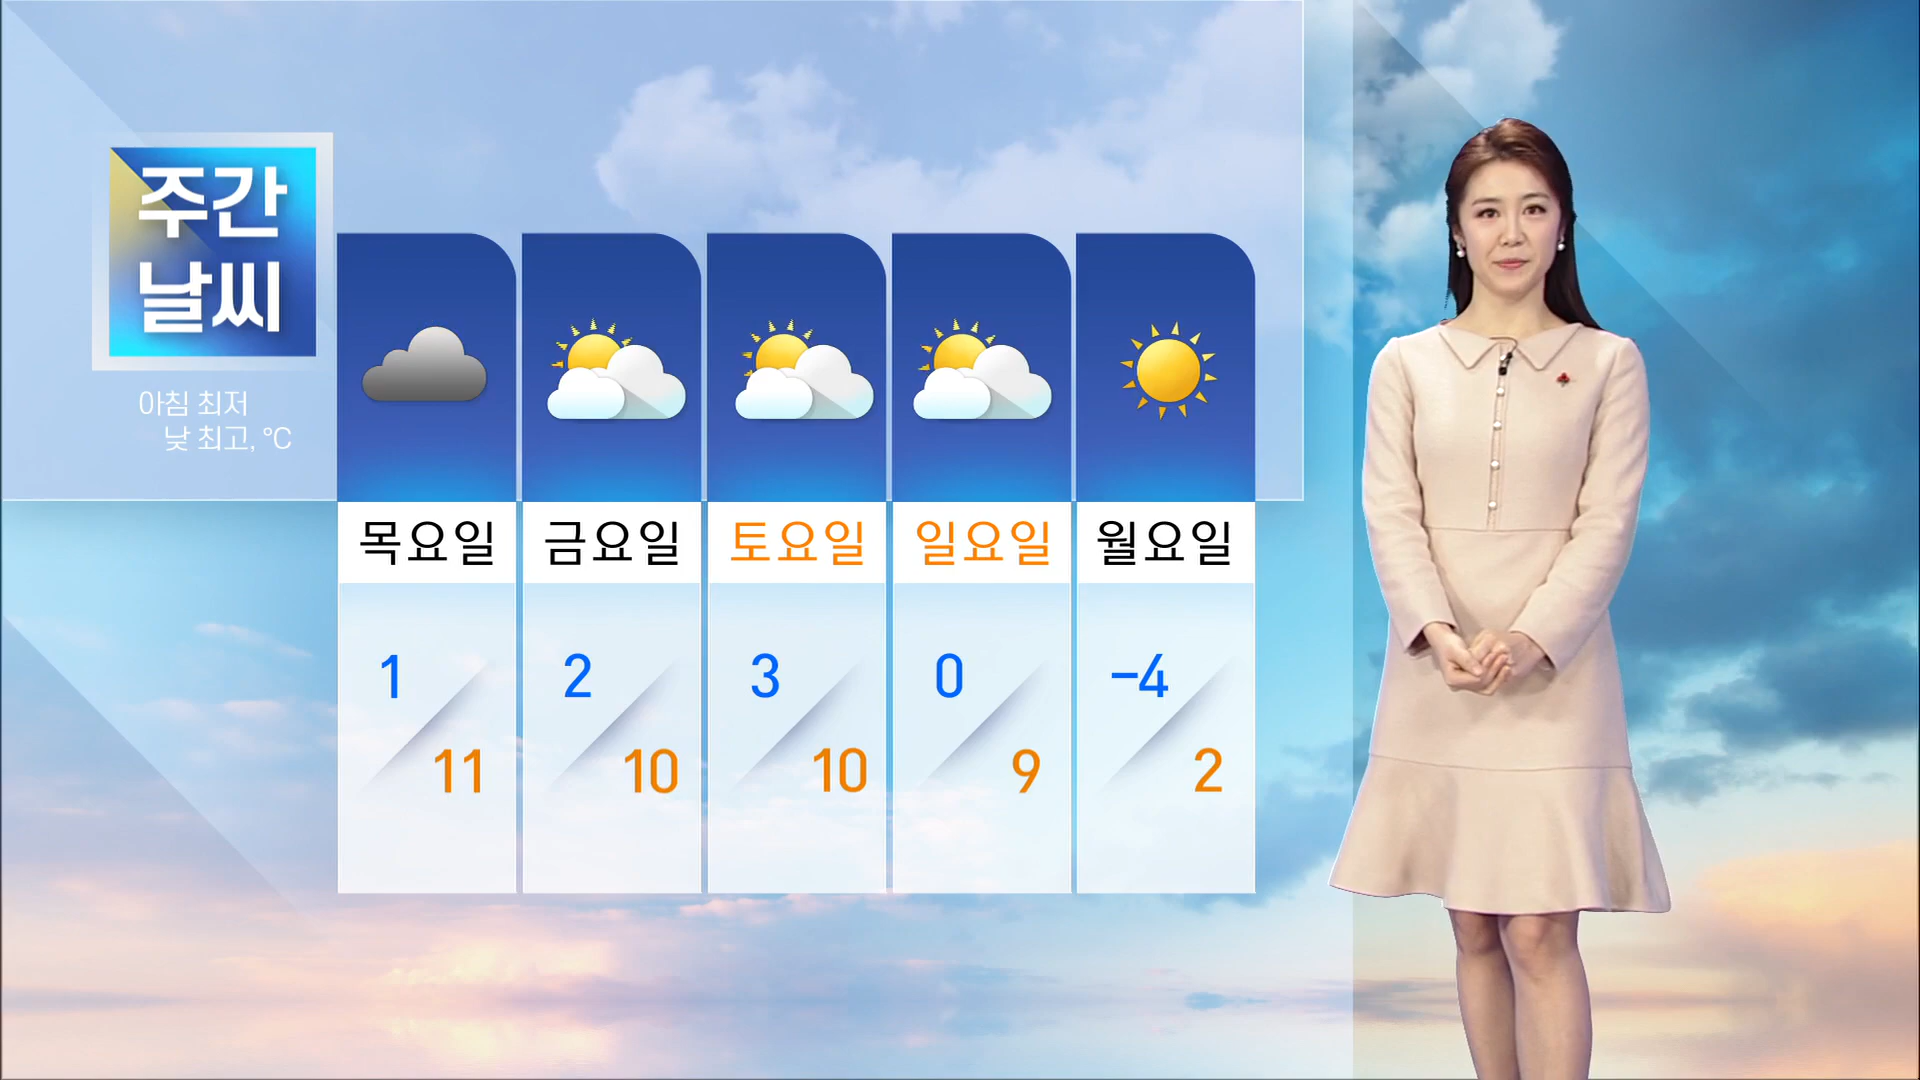 주간
날씨
아침 최저
낮 최고, °C
목요일 금요일 토요일 일요일 월요일
1 2 3 0 -4
11 10 10 9 2